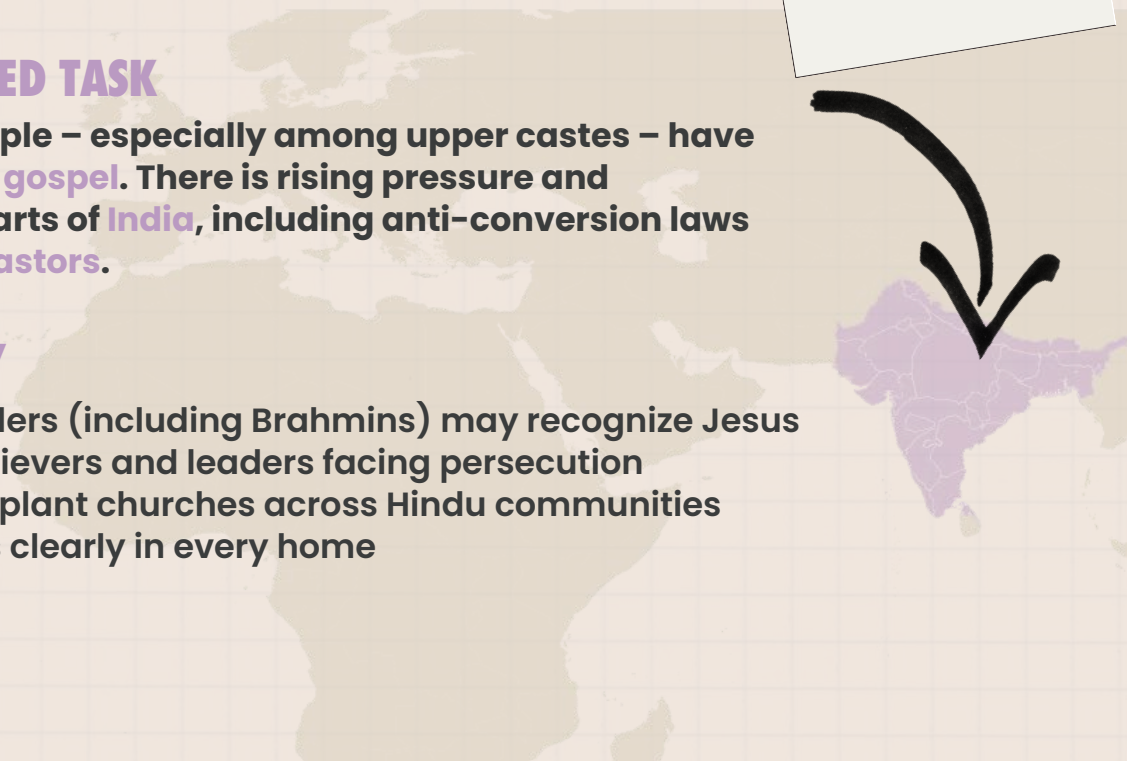 ED TASK
ple – especially among upper castes – have
gospel. There is rising pressure and
arts of India, including anti-conversion laws
astors.
lers (including Brahmins) may recognize Jesus
ievers and leaders facing persecution
plant churches across Hindu communities
s clearly in every home